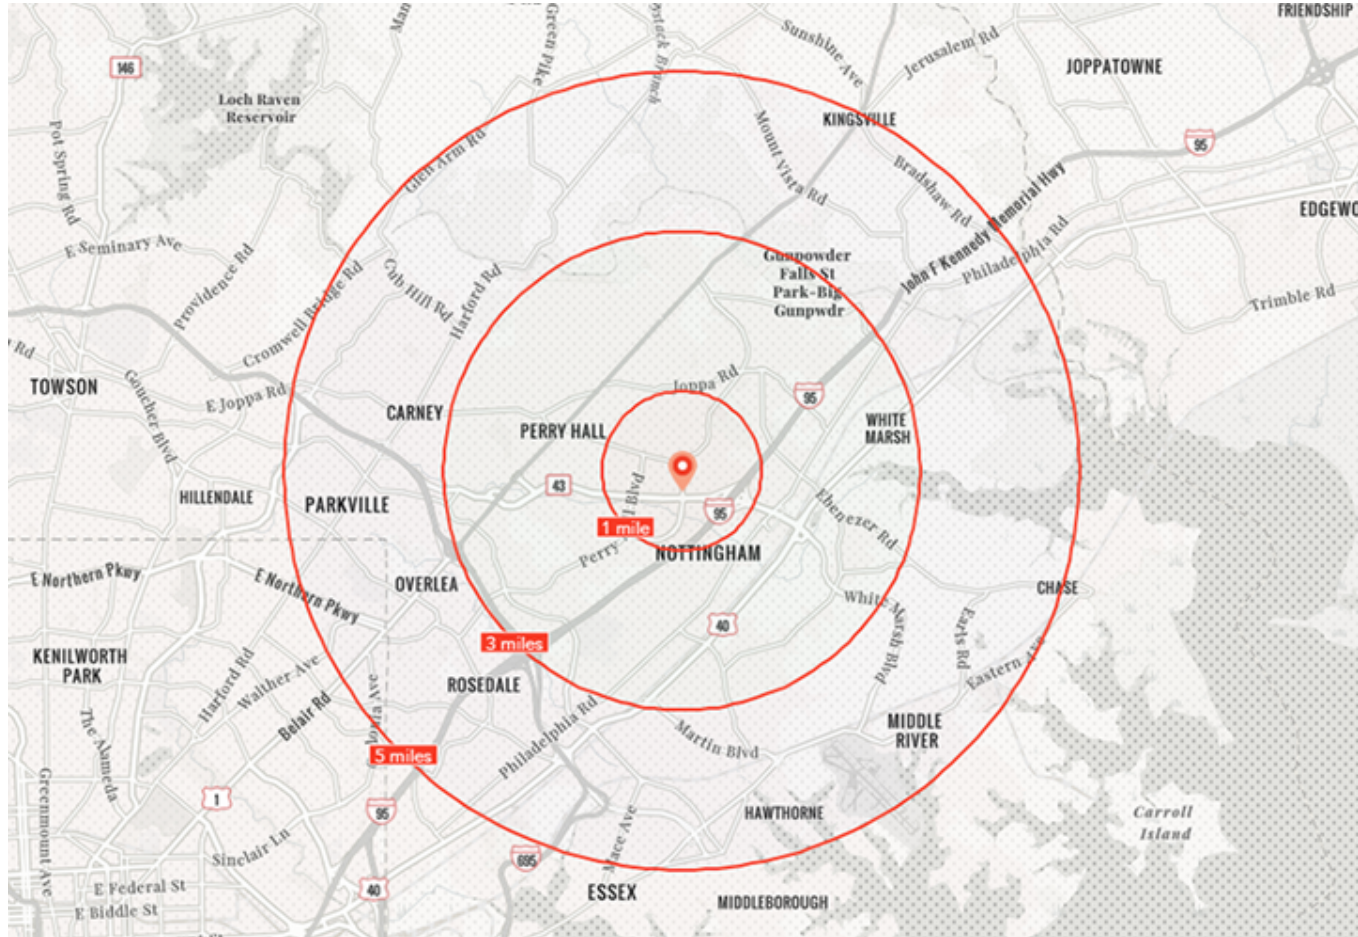 FRIENDSHIP
Sunshine Ave
Jerusalem Rd
Green Pike
146
JOPPATOWNE
Loch Raven
Reservoir
KINGSVILLE
95
Pot Spring Rd
Glen Arm Rd
Mount Vista Rd
Bradshaw Rd
John F Kennedy Memorial Hwy
Philadelphia Rd
E Seminary Ave
Providence Rd
Cromwell Bridge Rd
Cub Hill Rd
Harford Rd
Gunpowder
Falls St
Park-Big
Gunpwdr
Trimble Rd
Rd
TOWSON
Goucher Blvd
E Joppa Rd
CARNEY
Joppa Rd
95
PERRY HALL
WHITE
MARSH
HILLENDALE
PARKVILLE
43
95
Ebenezer Rd
1 mile
Perry
Blvd
NOTTINGHAM
E Northern Pkwy
E Northern Pkwy
OVERLEA
CHASE
White Marsh Blvd
Earls Rd
Eastern Ave
40
3 miles
KENILWORTH
PARK
Harford Rd
Walther Ave
Belair Rd
ROSEDALE
Philadelphia Rd
Martin Blvd
MIDDLE
RIVER
5 miles
The Alameda
Greenmount Ave
1
95
HAWTHORNE
Carroll
Island
Sinclair Ln
Mace Ave
695
E Federal St
E Biddle St
40
ESSEX
MIDDLEBOROUGH